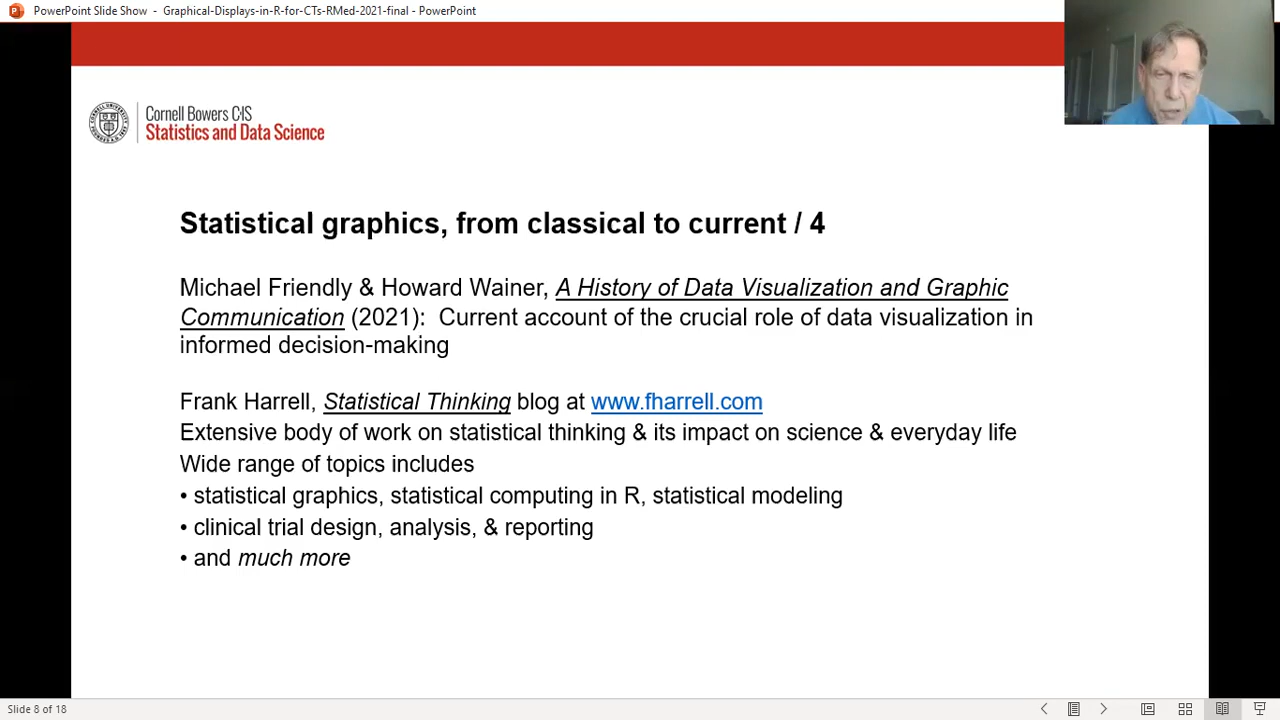 PowerPoint Slide Show - Graphical-Displays-in-R-for-CTs-RMed-2021-final - PowerPoint
Cornell Bowers C·IS
Statistics and Data Science
Statistical graphics, from classical to current / 4
Michael Friendly & Howard Wainer, A History of Data Visualization and Graphic
Communication (2021): Current account of the crucial role of data visualization in
informed decision-making
Frank Harrell, Statistical Thinking blog at www.fharrell.com
Extensive body of work on statistical thinking & its impact on science & everyday life
Wide range of topics includes
• statistical graphics, statistical computing in R, statistical modeling
• clinical trial design, analysis, & reporting
• and much more
Slide 8 of 18